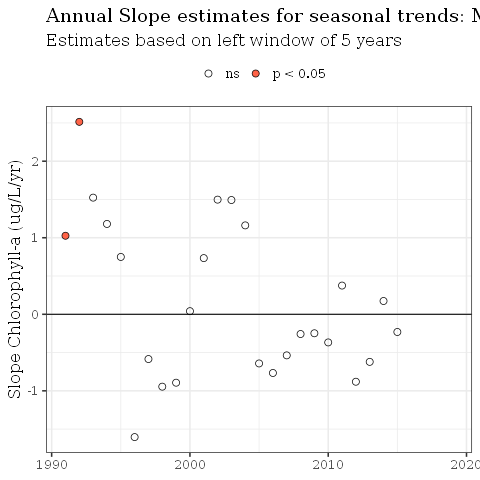 Annual Slope estimates for seasonal trends:
Estimates based on left window of 5 years
ns p < 0.05
Slope Chlorophyll-a (ug/L/yr)
2
1
0
-1
1990 2000 2010 2020